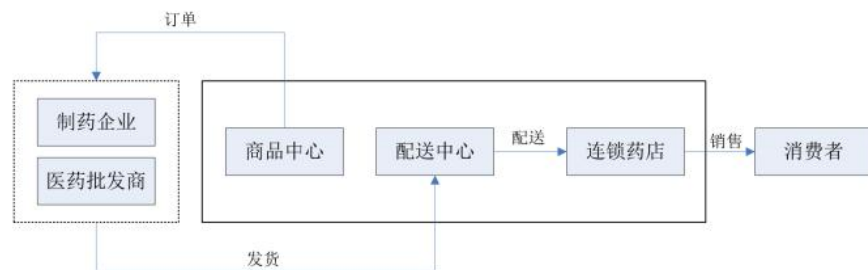 订单
制药企业
医药批发商
商品中心
配送中心
配送
连锁药店
销售
消费者
发货